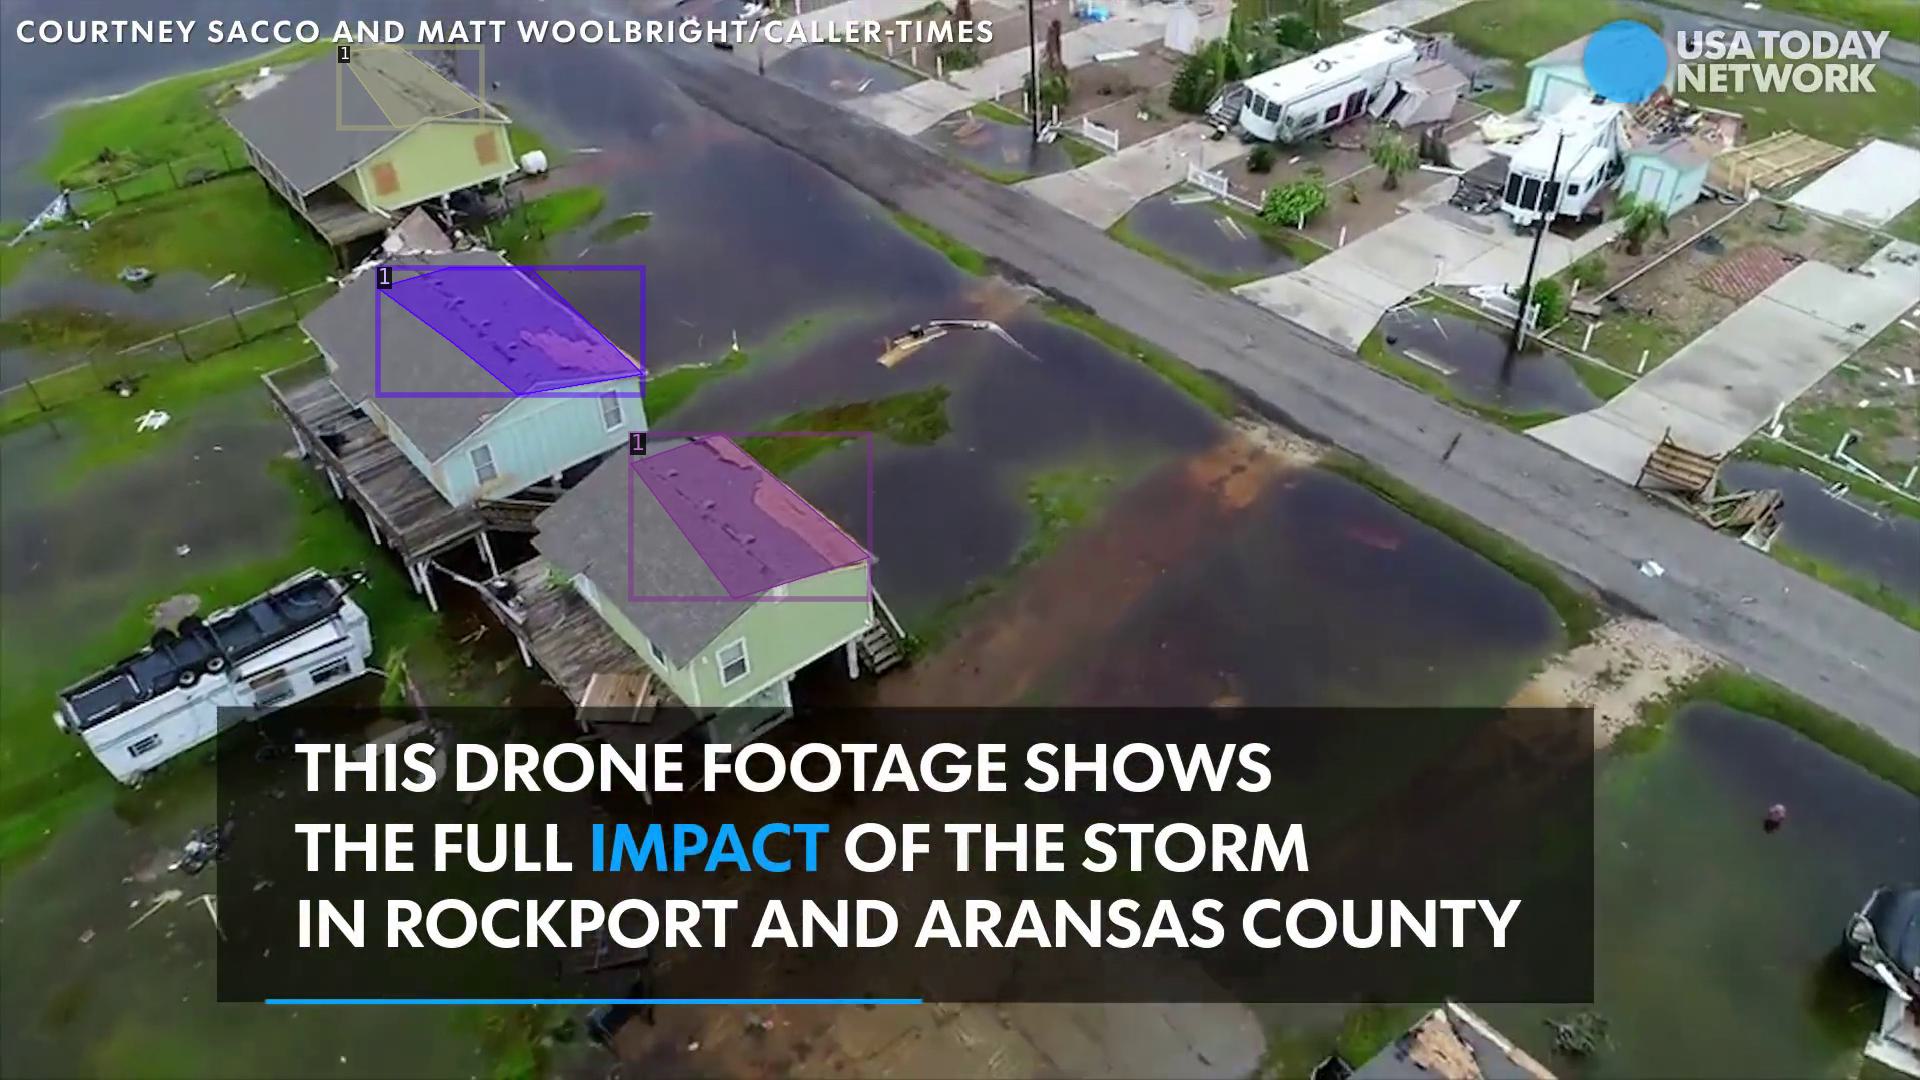 COURTNEY SACCO AND MATT WOOLBRIGHT/CALLER-TIMES
USA TODAY
NETWORK
1
1
1
THIS DRONE FOOTAGE SHOWS
THE FULL IMPACT OF THE STORM
IN ROCKPORT AND ARANSAS COUNTY